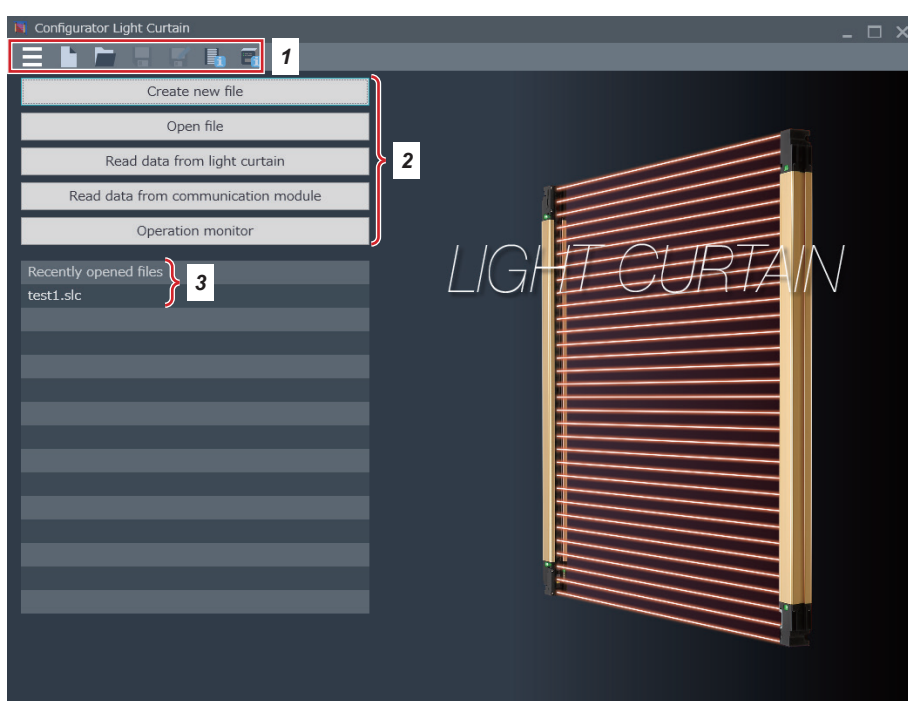 Configurator Light Curtain
1
Create new file
Open file
Read data from light curtain
2
Read data from communication module
Operation monitor
LIGHT CURTAIN
Recently opened files
3
test1.slc